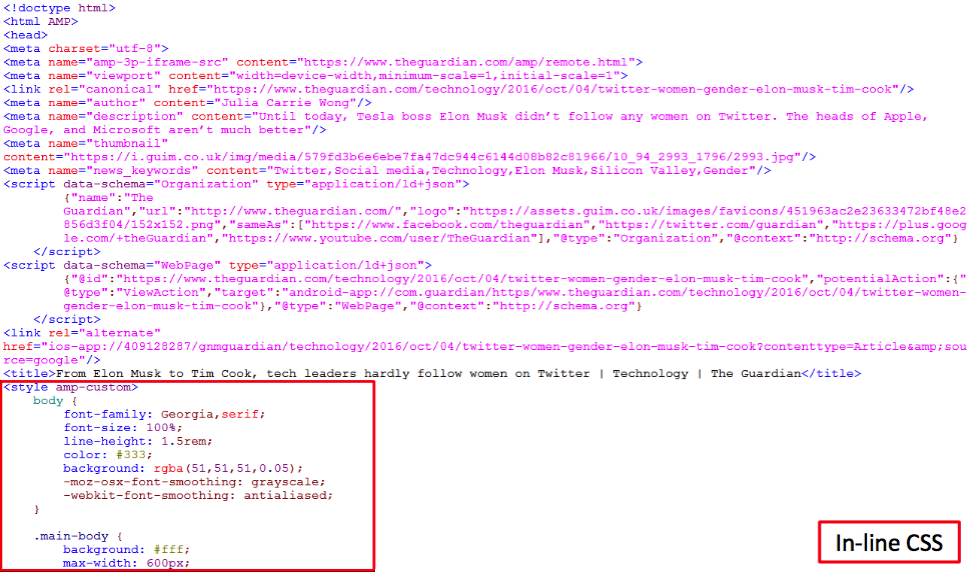 <!doctype html>
<html AMP>
<head>
<meta charset="utf-8">
<meta name="amp-3p-iframe-src" content="https://www.theguardian.com/amp/remote.html">
<meta name="viewport" content="width=device-width,minimum-scale=1,initial-scale=1">
<link rel="canonical" href="https://www.theguardian.com/technology/2016/oct/04/twitter-women-gender-elon-musk-tim-cook"/>
<meta name="author" content="Julia Carrie Wong"/>
<meta name="description" content="Until today, Tesla boss Elon Musk didn’t follow any women on Twitter. The heads of Apple,
Google, and Microsoft aren’t much better"/>
<meta name="thumbnail"
content="https://i.guim.co.uk/img/media/579fd3b6e6ebe7fa47dc944c6144d08b82c81966/10_94_2993_1796/2993.jpg"/>
<meta name="news_keywords" content="Twitter,Social media,Technology,Elon Musk,Silicon Valley,Gender"/>
<script data-schema="Organization" type="application/ld+json">
{"name":"The
Guardian","url":"http://www.theguardian.com/","logo":"https://assets.guim.co.uk/images/favicons/451963ac2e23633472bf48e2
856d3f04/152x152.png","sameAs":["https://www.facebook.com/theguardian","https://twitter.com/guardian","https://plus.goog
le.com/+theGuardian","https://www.youtube.com/user/TheGuardian"],"@type":"Organization","@context":"http://schema.org"}
</script>
<script data-schema="WebPage" type="application/ld+json">
{"@id":"https://www.theguardian.com/technology/2016/oct/04/twitter-women-gender-elon-musk-tim-cook","potentialAction":{"
@type":"ViewAction","target":"android-app://com.guardian/https/www.theguardian.com/technology/2016/oct/04/twitter-women-
gender-elon-musk-tim-cook"},"@type":"WebPage","@context":"http://schema.org"}
</script>
<link rel="alternate"
href="ios-app://409128287/gnmguardian/technology/2016/oct/04/twitter-women-gender-elon-musk-tim-cook?contenttype=Article&amp;sou
rce=google"/>
<title>From Elon Musk to Tim Cook, tech leaders hardly follow women on Twitter | Technology | The Guardian</title>
<style amp-custom>
body {
font-family: Georgia,serif;
font-size: 100%;
line-height: 1.5rem;
color: #333;
background: rgba(51,51,51,0.05);
-moz-osx-font-smoothing: grayscale;
-webkit-font-smoothing: antialiased;
}
.main-body {
background: #fff;
max-width: 600px;
In-line CSS